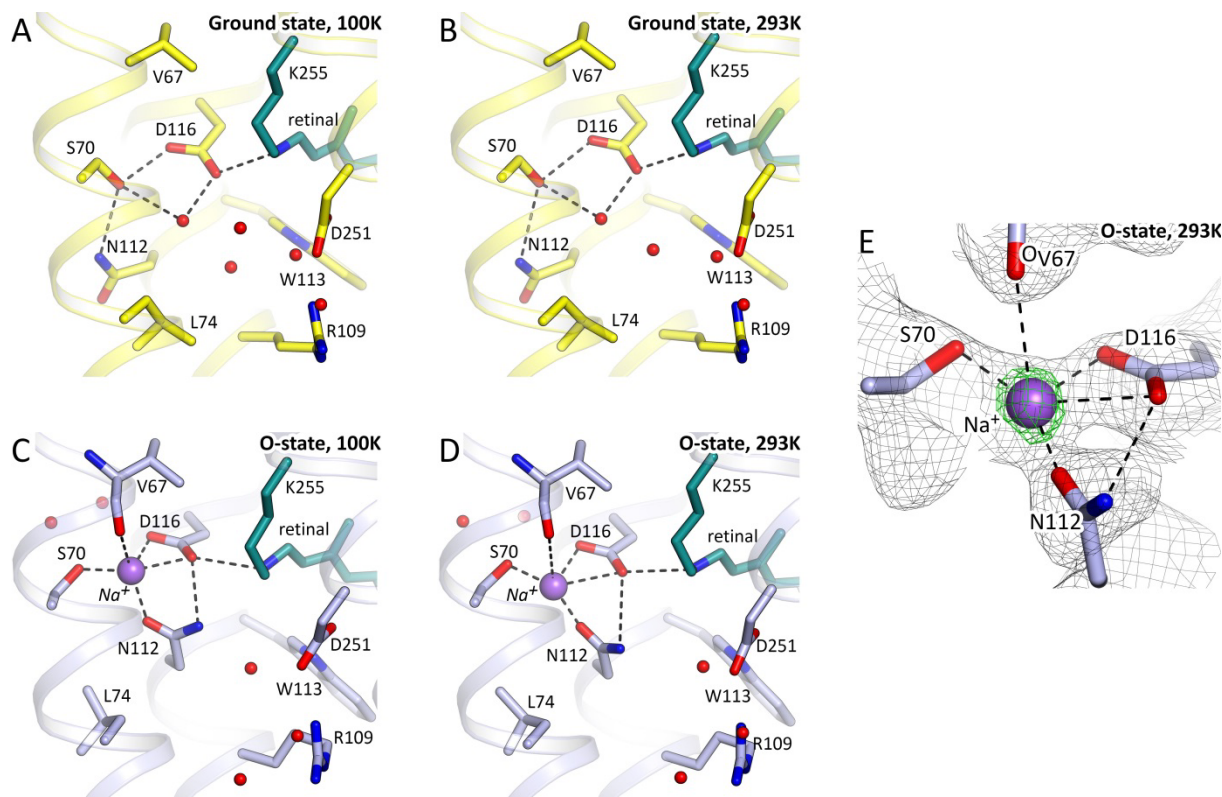 A
Ground state, 100K
V67
K255
D116
retinal
S70
N112
D251
W113
L74
R109
B
Ground state, 293K
V67
K255
D116
retinal
S70
N112
D251
W113
L74
R109
C
O-state, 100K
V67
K255
D116
retinal
S70
Na+
N112
D251
W113
L74
R109
D
O-state, 293K
V67
K255
D116
retinal
S70
Na+
N112
D251
W113
L74
R109
E
O-state, 293K
OV67
S70
D116
Na+
N112